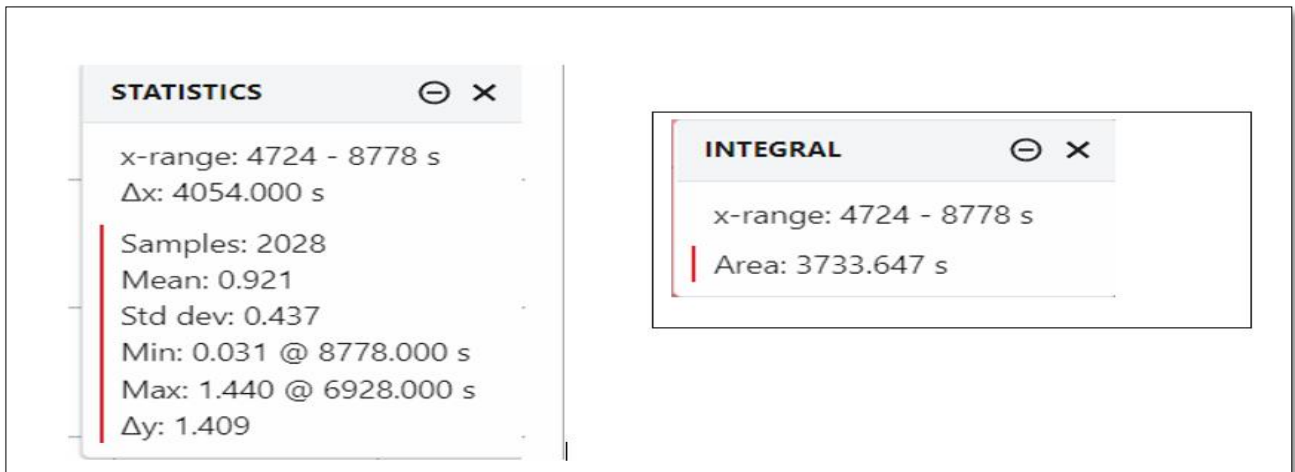 STATISTICS
x-range: 4724 - 8778 s
Δx: 4054.000 s
Samples: 2028
Mean: 0.921
Std dev: 0.437
Min: 0.031 @ 8778.000 s
Max: 1.440 @ 6928.000 s
Δy: 1.409
INTEGRAL
x-range: 4724 - 8778 s
Area: 3733.647 s